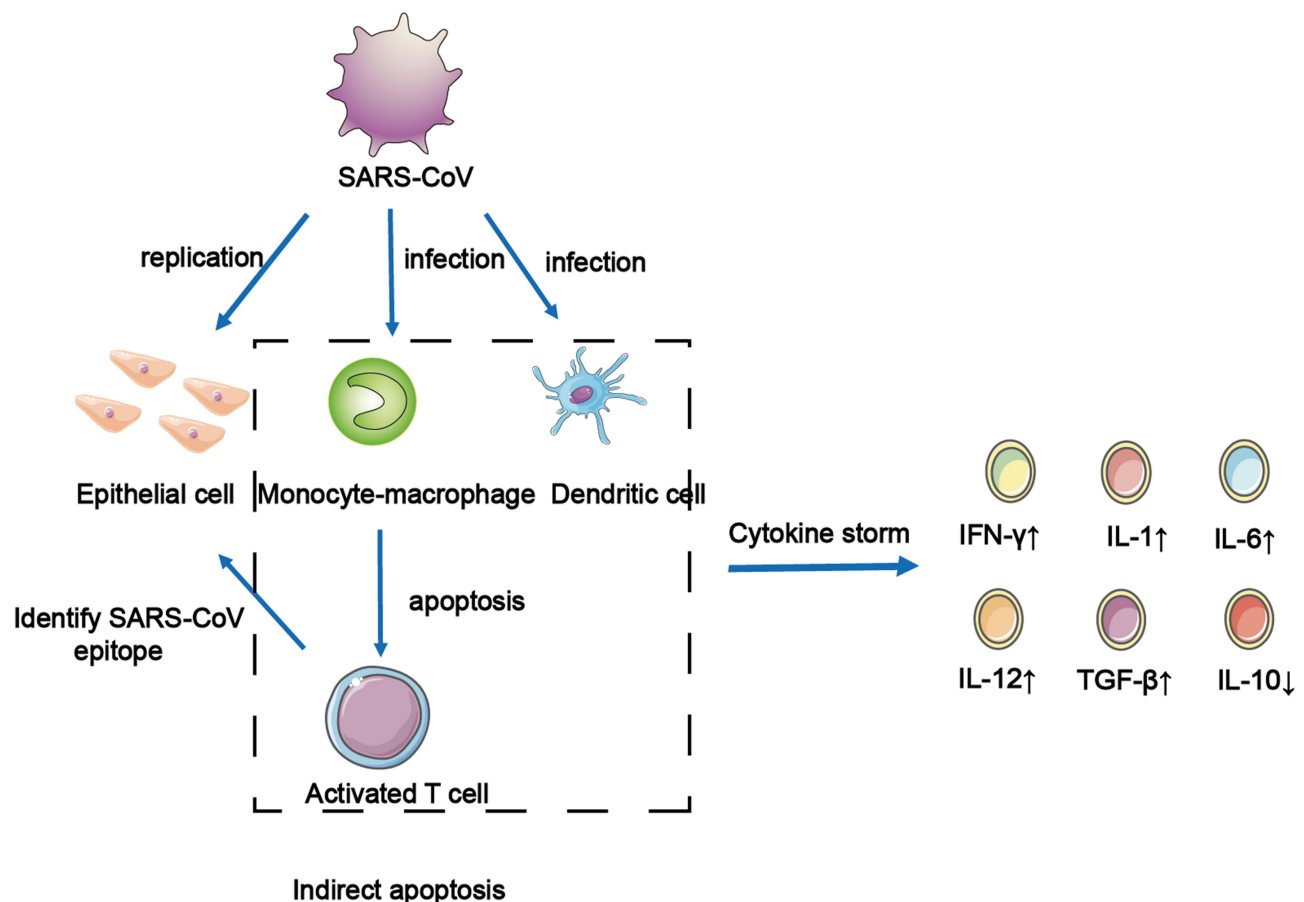 SARS-CoV
replication
infection
infection
Epithelial cell
Monocyte-macrophage
Dendritic cell
Identify SARS-CoV
epitope
apoptosis
Activated T cell
Indirect apoptosis
Cytokine storm
IFN-γ↑
IL-1↑
IL-6↑
IL-12↑
TGF-β↑
IL-10↓